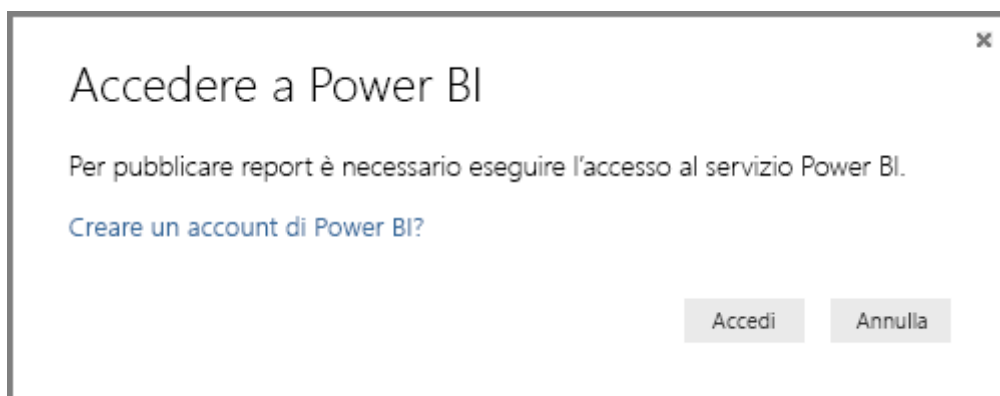 Accedere a Power BI
Per pubblicare report è necessario eseguire l'accesso al servizio Power BI.
Creare un account di Power BI?
Accedi
Annulla